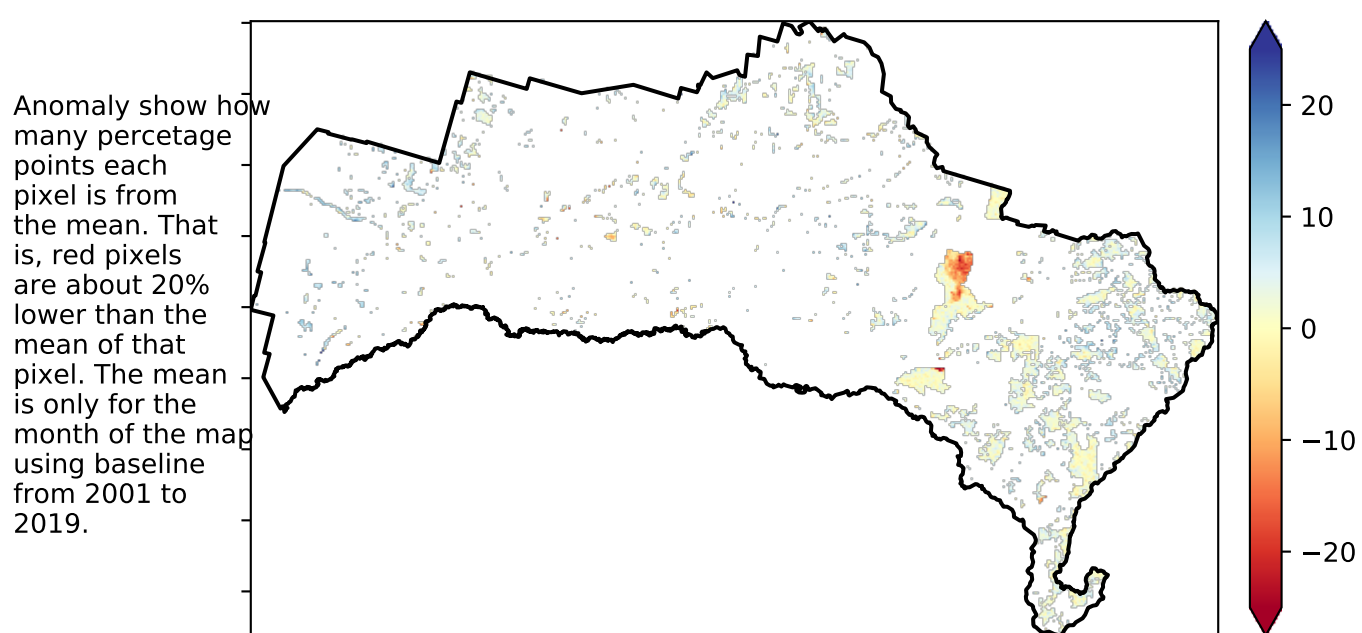 Anomaly show how
many percetage
points each
pixel is from
the mean. That
is, red pixels
are about 20%
lower than the
mean of that
pixel. The mean
is only for the
month of the map
using baseline
from 2001 to
2019.
20
10
0
−10
−20